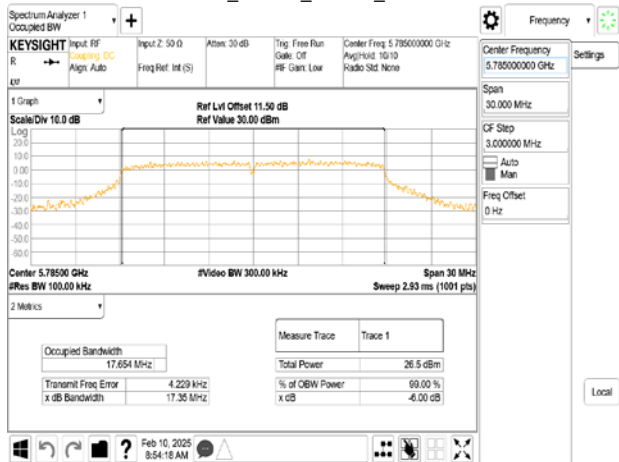 Spectrum Analyzer 1
Occupied BW
+
Frequency
KEYSIGHT
R
Input: RF
Coupling: DC
Align: Auto
Input Z: 50 Ω
Freq Ref: Int (S)
Atten: 30 dB
Trig: Free Run
Gate: Off
#IF Gain: Low
Center Freq: 5.785000000 GHz
Avg|Hold: 10/10
Radio Std: None
Center Frequency
5.785000000 GHz
Settings
Span
30.000 MHz
CF Step
3.000000 MHz
Auto
Man
Freq Offset
0 Hz
Local
1 Graph
Scale/Div 10.0 dB
Ref Lvl Offset 11.50 dB
Ref Value 30.00 dBm
Log
20.0
10.0
0.00
-10.0
-20.0
-30.0
-40.0
-50.0
-60.0
Center 5.78500 GHz
#Video BW 300.00 kHz
Span 30 MHz
#Res BW 100.00 kHz
Sweep 2.93 ms (1001 pts)
2 Metrics
Measure Trace
Trace 1
Occupied Bandwidth
17.654 MHz
Total Power
26.5 dBm
Transmit Freq Error
4.229 kHz
% of OBW Power
99.00 %
x dB Bandwidth
17.35 MHz
x dB
-6.00 dB
?
Feb 10, 2025
8:54:18 AM